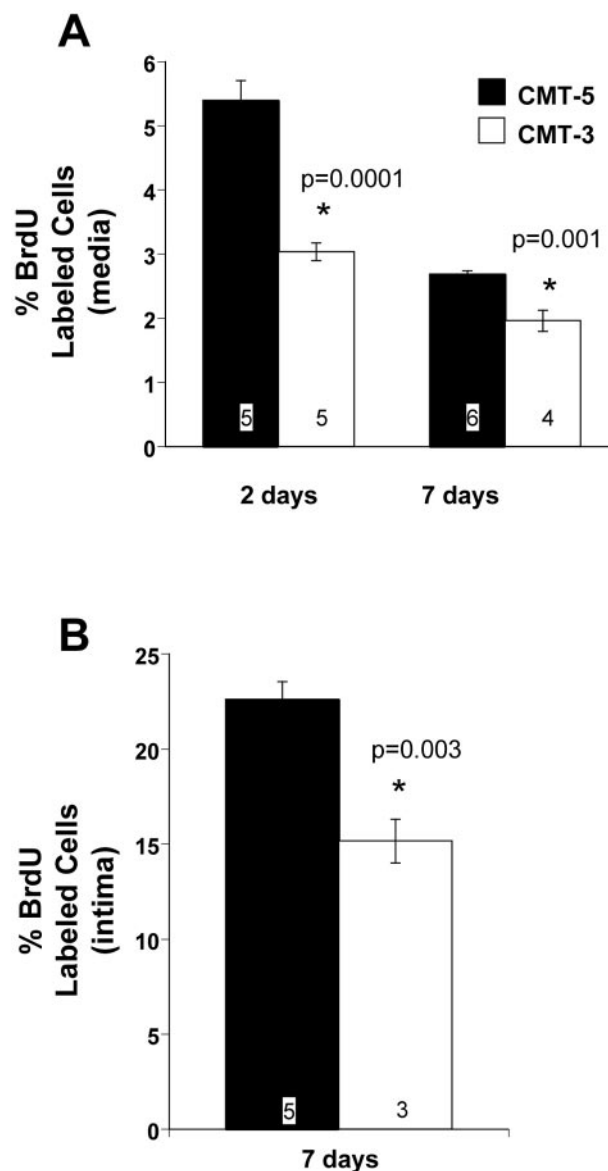 A
6
5
4
3
2
1
0
% BrdU
Labeled Cells
(media)
CMT-5
CMT-3
p=0.0001
*
p=0.001
*
5
5
6
4
2 days
7 days
B
25
20
15
10
5
0
% BrdU
Labeled Cells
(intima)
p=0.003
*
5
3
7 days